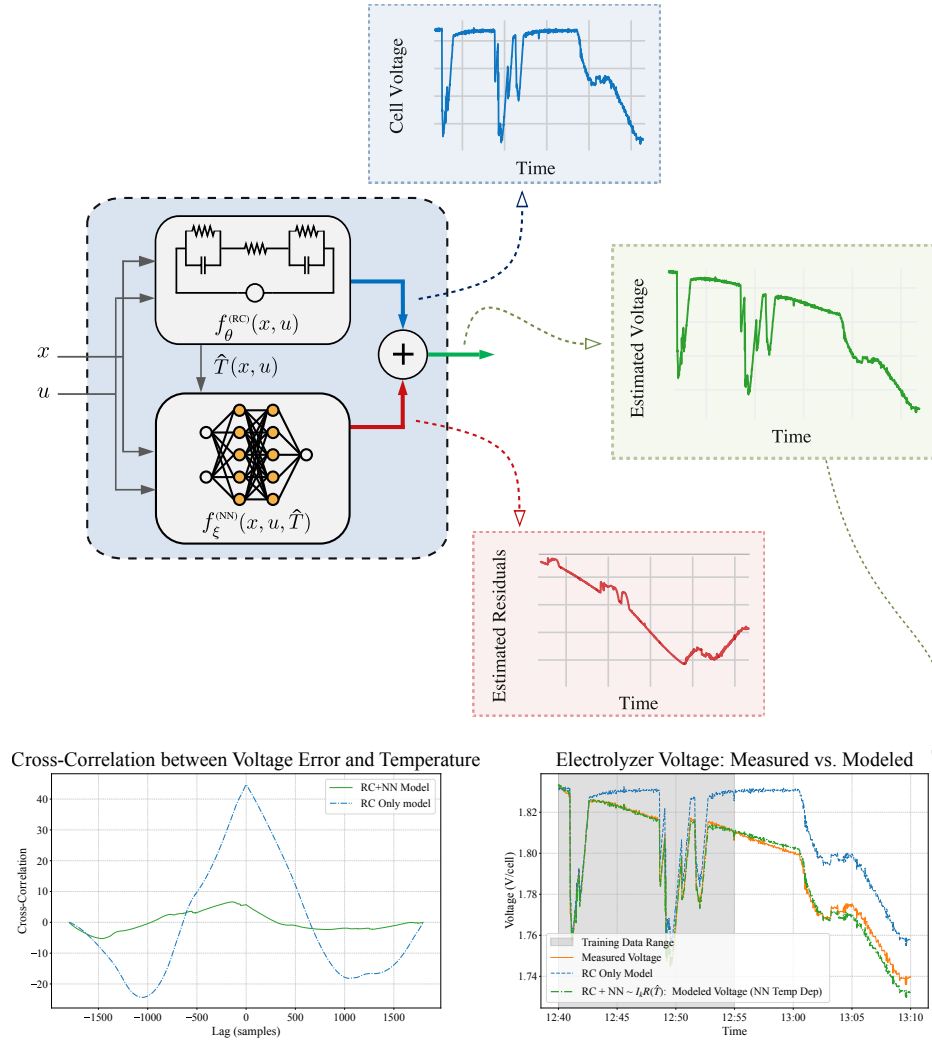 Cell Voltage
Time
f_θ^(RC)(x, u)
x
T̂(x, u)
u
f_ξ^(NN)(x, u, T̂)
+
Estimated Voltage
Time
Estimated Residuals
Time
Cross-Correlation between Voltage Error and Temperature
RC+NN Model
RC Only model
Cross-Correlation
40
30
20
10
0
−10
−20
−1500 −1000 −500 0 500 1000 1500
Lag (samples)
Electrolyzer Voltage: Measured vs. Modeled
Voltage (V/cell)
1.82
1.80
1.78
1.76
1.74
Training Data Range
Measured Voltage
RC Only Model
RC + NN ~ I_kR(T̂): Modeled Voltage (NN Temp Dep)
12:40 12:45 12:50 12:55 13:00 13:05 13:10
Time